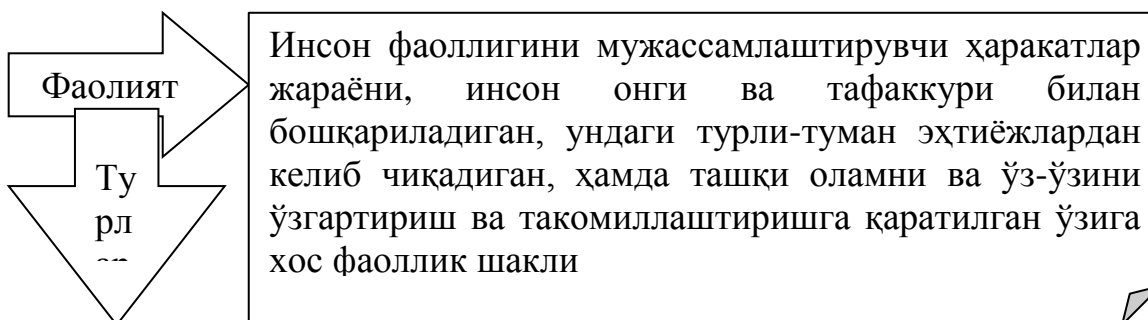 Фаолият
Инсон фаоллигини мужассамлаштирувчи ҳаракатлар
жараёни, инсон онги ва тафаккури билан
бошқариладиган, ундаги турли-туман эҳтиёжлардан
келиб чиқадиган, ҳамда ташқи оламни ва ўз-ўзини
ўзгартириш ва такомиллаштиришга қаратилган ўзига
хос фаоллик шакли
Ту
рл